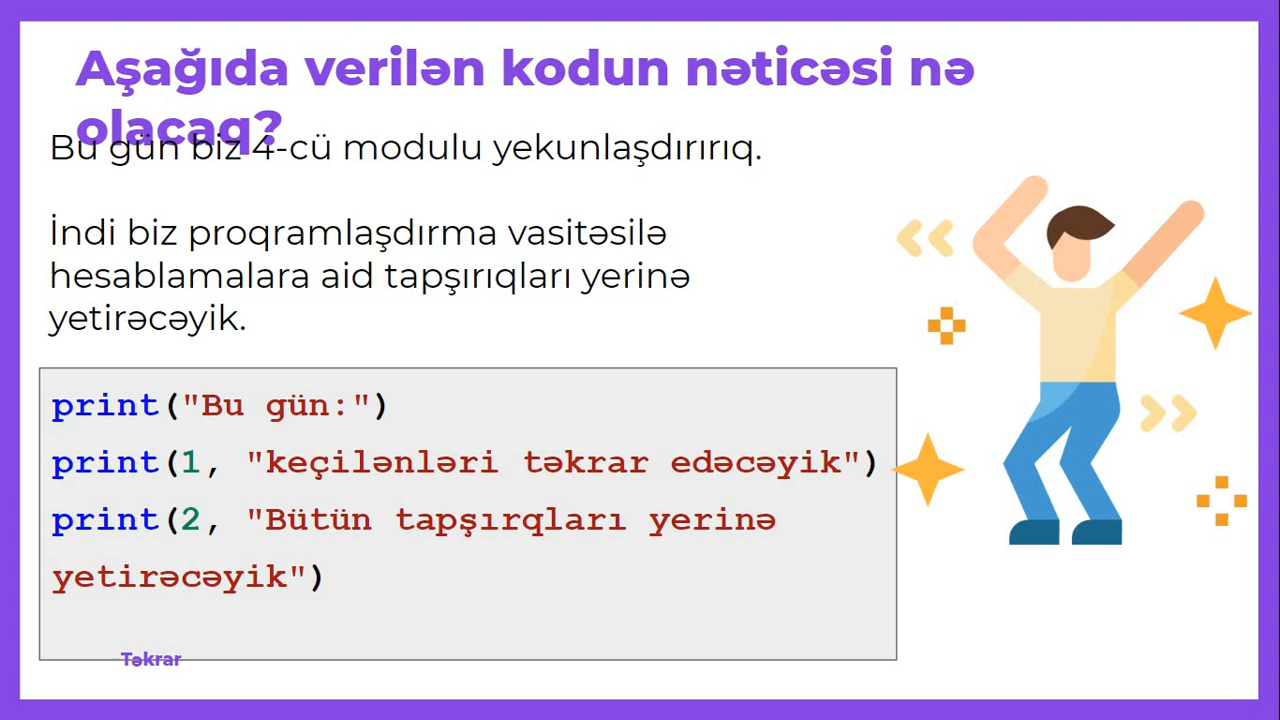 Aşağıda verilən kodun nəticəsi nə
olacaq?
Bu gün biz 4-cü modulu yekunlaşdırırıq.
İndi biz proqramlaşdırma vasitəsilə
hesablamalara aid tapşırıqları yerinə
yetirəcəyik.
print("Bu gün:")
print(1, "keçilənləri təkrar edəcəyik")
print(2, "Bütün tapşırqları yerinə
yetirəcəyik")
Təkrar